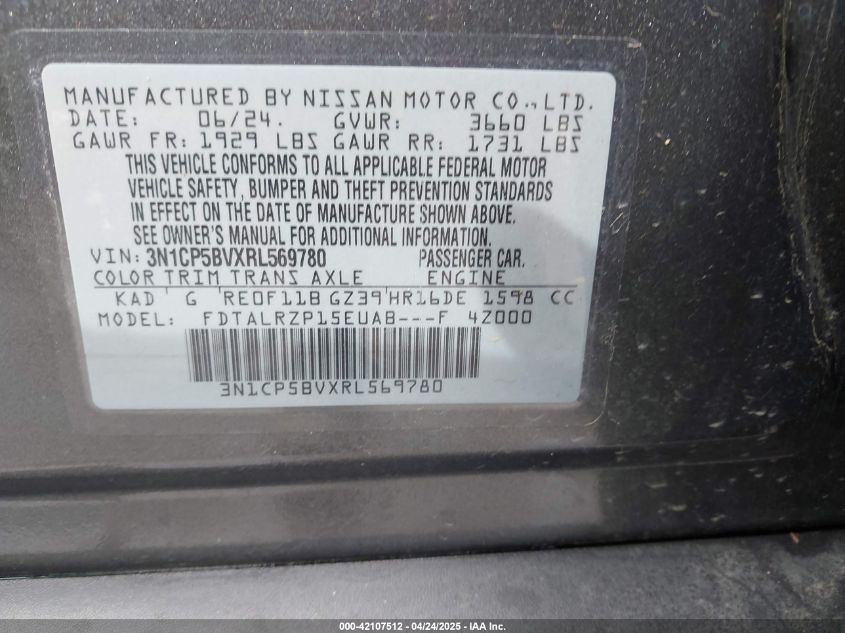 MANUFACTURED BY NISSAN MOTOR CO., LTD.
DATE: 06/24. GVWR: 3660 LBS
GAWR FR: 1929 LBS GAWR RR: 1731 LBS
THIS VEHICLE CONFORMS TO ALL APPLICABLE FEDERAL MOTOR
VEHICLE SAFETY, BUMPER AND THEFT PREVENTION STANDARDS
IN EFFECT ON THE DATE OF MANUFACTURE SHOWN ABOVE.
SEE OWNER'S MANUAL FOR ADDITIONAL INFORMATION.
VIN: 3N1CP5BVXRL569780 PASSENGER CAR.
COLOR TRIM TRANS AXLE ENGINE
KAD G RE0F11B GZ39 HR16DE 1598 CC
MODEL: FDTALRZP15EUAB---F 4Z000
3N1CP5BVXRL569780
000-42107512 - 04/24/2025 - IAA Inc.